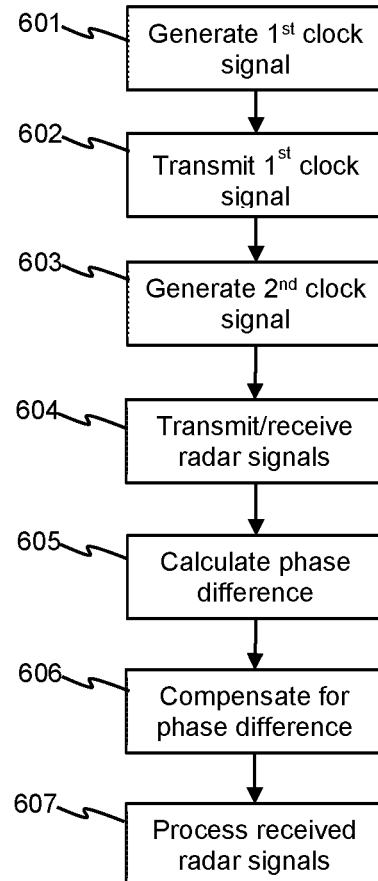 601
Generate 1st clock
signal
602
Transmit 1st clock
signal
603
Generate 2nd clock
signal
604
Transmit/receive
radar signals
605
Calculate phase
difference
606
Compensate for
phase difference
607
Process received
radar signals